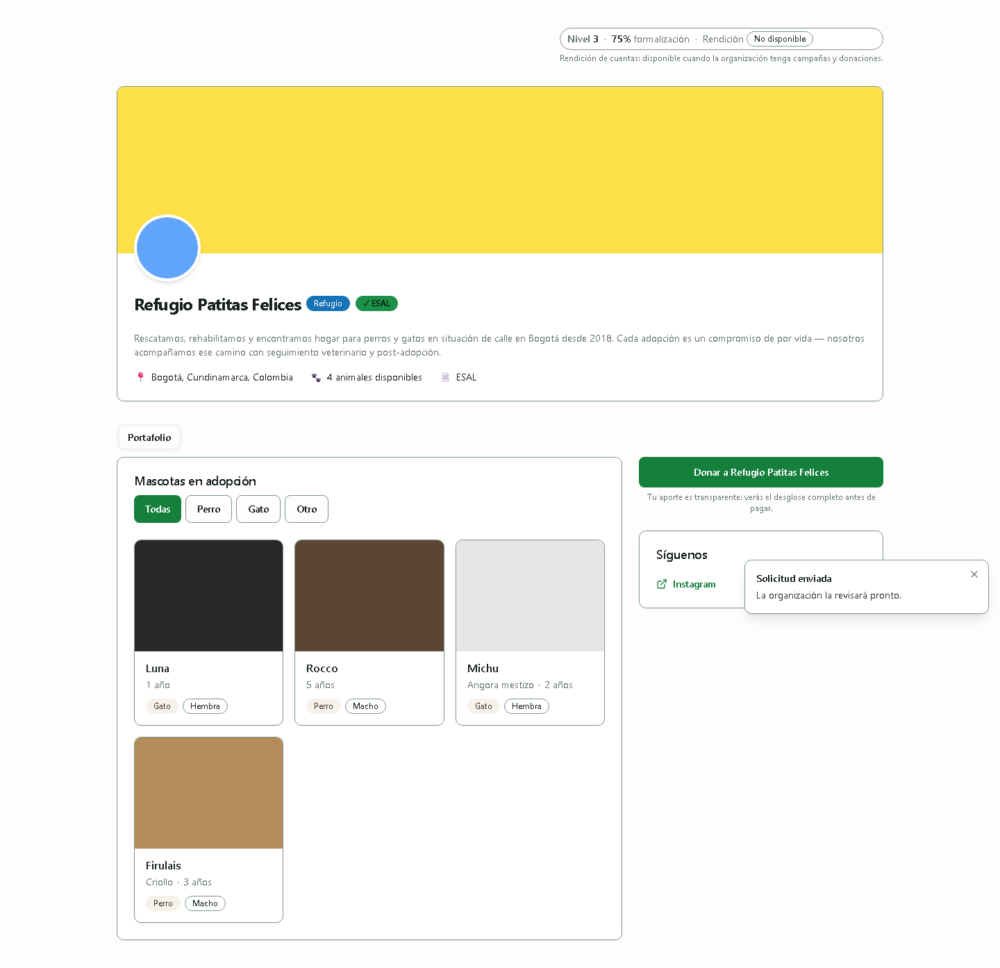 Nivel 3 · 75% formalización · Rendición No disponible
Rendición de cuentas: disponible cuando la organización tenga campañas y donaciones.
Refugio Patitas Felices Refugio ✓ ESAL
Rescatamos, rehabilitamos y encontramos hogar para perros y gatos en situación de calle en Bogotá desde 2018. Cada adopción es un compromiso de por vida — nosotros
acompañamos ese camino con seguimiento veterinario y post-adopción.
Bogotá, Cundinamarca, Colombia 4 animales disponibles ESAL
Portafolio
Mascotas en adopción
Todas Perro Gato Otro
Luna
1 año
Gato Hembra
Rocco
5 años
Perro Macho
Michu
Angora mestizo · 2 años
Gato Hembra
Firulais
Criollo · 3 años
Perro Macho
Donar a Refugio Patitas Felices
Tu aporte es transparente: verás el desglose completo antes de
pagar.
Síguenos
Instagram
Solicitud enviada
La organización la revisará pronto.